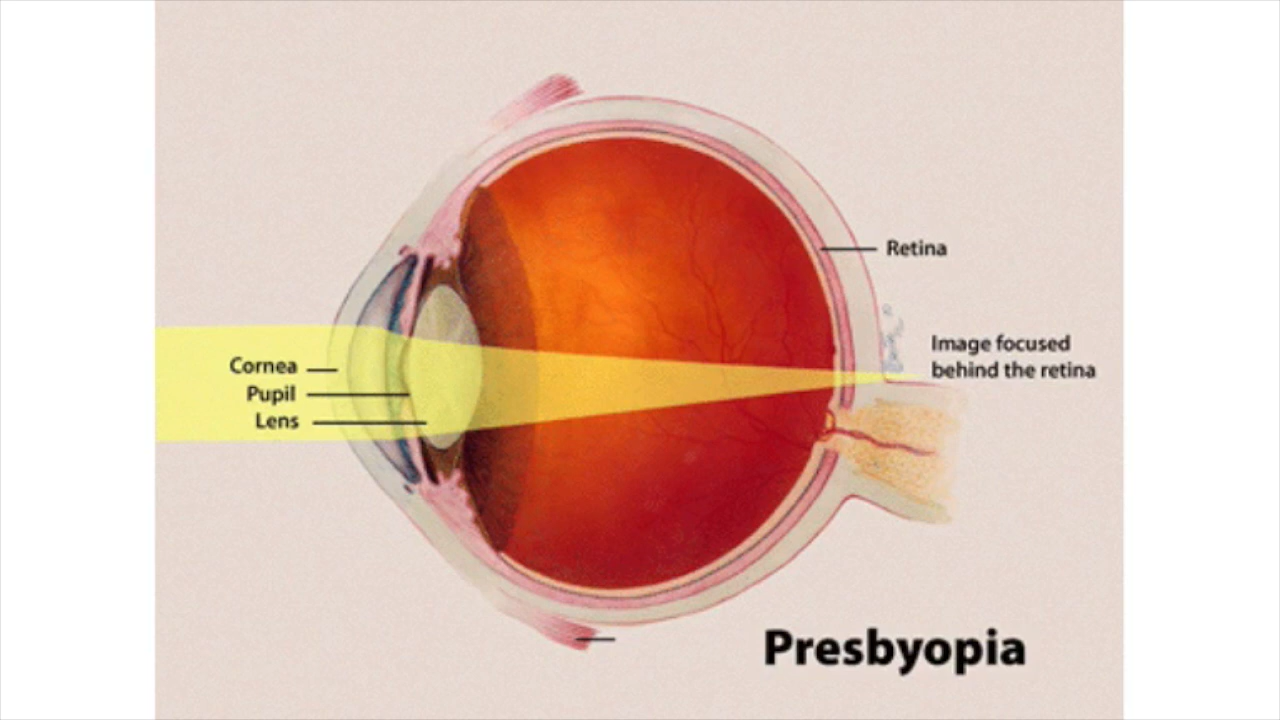 Retina
Image focused
behind the retina
Cornea
Pupil
Lens
Presbyopia